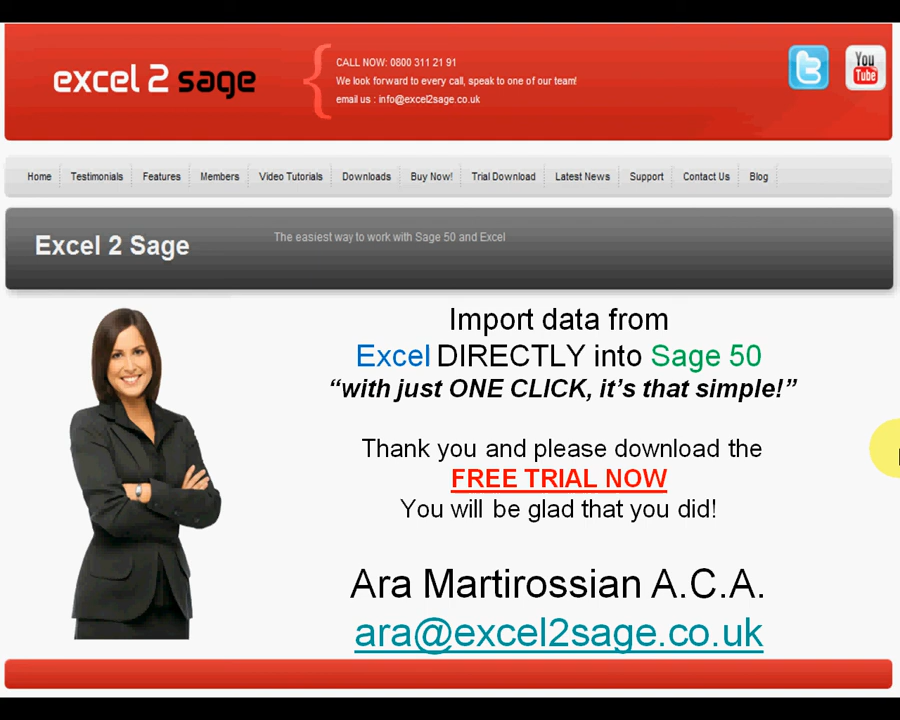 excel 2 sage
CALL NOW: 0800 311 21 91
We look forward to every call, speak to one of our team!
email us : info@excel2sage.co.uk
You
Tube
Home Testimonials Features Members Video Tutorials Downloads Buy Now! Trial Download Latest News Support Contact Us Blog
Excel 2 Sage
The easiest way to work with Sage 50 and Excel
Import data from
Excel DIRECTLY into Sage 50
“with just ONE CLICK, it’s that simple!”
Thank you and please download the
FREE TRIAL NOW
You will be glad that you did!
Ara Martirossian A.C.A.
ara@excel2sage.co.uk